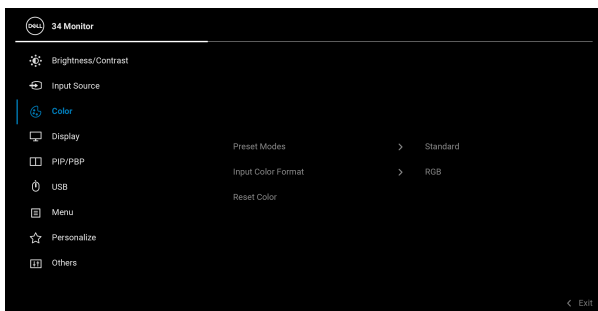 DELL 34 Monitor
Brightness/Contrast
Input Source
Color
Display
Preset Modes Standard
PIP/PBP
Input Color Format RGB
USB
Reset Color
Menu
Personalize
Others
Exit